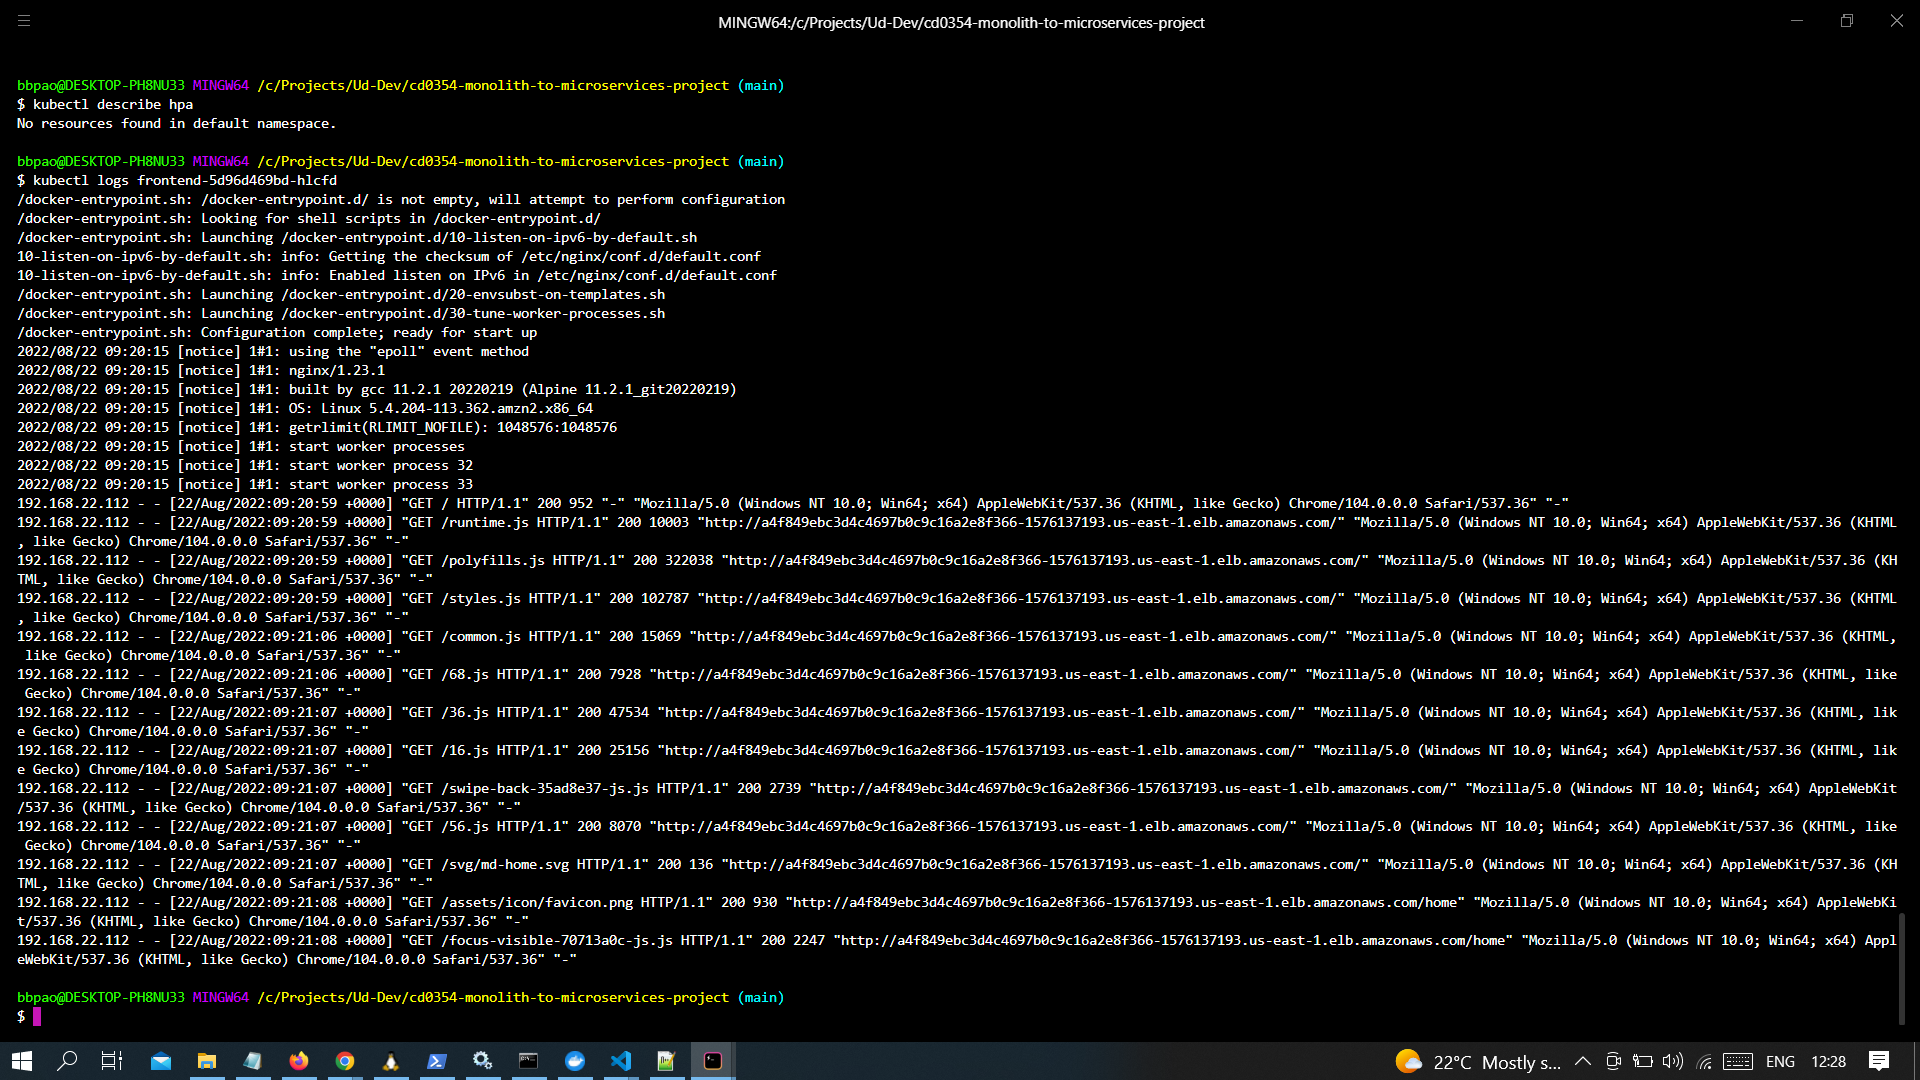 MINGW64:/c/Projects/Ud-Dev/cd0354-monolith-to-microservices-project
bbpao@DESKTOP-PH8NU33 MINGW64 /c/Projects/Ud-Dev/cd0354-monolith-to-microservices-project (main)
$ kubectl describe hpa
No resources found in default namespace.
bbpao@DESKTOP-PH8NU33 MINGW64 /c/Projects/Ud-Dev/cd0354-monolith-to-microservices-project (main)
$ kubectl logs frontend-5d96d469bd-hlcfd
/docker-entrypoint.sh: /docker-entrypoint.d/ is not empty, will attempt to perform configuration
/docker-entrypoint.sh: Looking for shell scripts in /docker-entrypoint.d/
/docker-entrypoint.sh: Launching /docker-entrypoint.d/10-listen-on-ipv6-by-default.sh
10-listen-on-ipv6-by-default.sh: info: Getting the checksum of /etc/nginx/conf.d/default.conf
10-listen-on-ipv6-by-default.sh: info: Enabled listen on IPv6 in /etc/nginx/conf.d/default.conf
/docker-entrypoint.sh: Launching /docker-entrypoint.d/20-envsubst-on-templates.sh
/docker-entrypoint.sh: Launching /docker-entrypoint.d/30-tune-worker-processes.sh
/docker-entrypoint.sh: Configuration complete; ready for start up
2022/08/22 09:20:15 [notice] 1#1: using the "epoll" event method
2022/08/22 09:20:15 [notice] 1#1: nginx/1.23.1
2022/08/22 09:20:15 [notice] 1#1: built by gcc 11.2.1 20220219 (Alpine 11.2.1_git20220219)
2022/08/22 09:20:15 [notice] 1#1: OS: Linux 5.4.204-113.362.amzn2.x86_64
2022/08/22 09:20:15 [notice] 1#1: getrlimit(RLIMIT_NOFILE): 1048576:1048576
2022/08/22 09:20:15 [notice] 1#1: start worker processes
2022/08/22 09:20:15 [notice] 1#1: start worker process 32
2022/08/22 09:20:15 [notice] 1#1: start worker process 33
192.168.22.112 - - [22/Aug/2022:09:20:59 +0000] "GET / HTTP/1.1" 200 952 "-" "Mozilla/5.0 (Windows NT 10.0; Win64; x64) AppleWebKit/537.36 (KHTML, like Gecko) Chrome/104.0.0.0 Safari/537.36" "-"
192.168.22.112 - - [22/Aug/2022:09:20:59 +0000] "GET /runtime.js HTTP/1.1" 200 10003 "http://a4f849ebc3d4c4697b0c9c16a2e8f366-1576137193.us-east-1.elb.amazonaws.com/" "Mozilla/5.0 (Windows NT 10.0; Win64; x64) AppleWebKit/537.36 (KHTML
, like Gecko) Chrome/104.0.0.0 Safari/537.36" "-"
192.168.22.112 - - [22/Aug/2022:09:20:59 +0000] "GET /polyfills.js HTTP/1.1" 200 322038 "http://a4f849ebc3d4c4697b0c9c16a2e8f366-1576137193.us-east-1.elb.amazonaws.com/" "Mozilla/5.0 (Windows NT 10.0; Win64; x64) AppleWebKit/537.36 (KH
TML, like Gecko) Chrome/104.0.0.0 Safari/537.36" "-"
192.168.22.112 - - [22/Aug/2022:09:20:59 +0000] "GET /styles.js HTTP/1.1" 200 102787 "http://a4f849ebc3d4c4697b0c9c16a2e8f366-1576137193.us-east-1.elb.amazonaws.com/" "Mozilla/5.0 (Windows NT 10.0; Win64; x64) AppleWebKit/537.36 (KHTML
, like Gecko) Chrome/104.0.0.0 Safari/537.36" "-"
192.168.22.112 - - [22/Aug/2022:09:21:06 +0000] "GET /common.js HTTP/1.1" 200 15069 "http://a4f849ebc3d4c4697b0c9c16a2e8f366-1576137193.us-east-1.elb.amazonaws.com/" "Mozilla/5.0 (Windows NT 10.0; Win64; x64) AppleWebKit/537.36 (KHTML,
like Gecko) Chrome/104.0.0.0 Safari/537.36" "-"
192.168.22.112 - - [22/Aug/2022:09:21:06 +0000] "GET /68.js HTTP/1.1" 200 7928 "http://a4f849ebc3d4c4697b0c9c16a2e8f366-1576137193.us-east-1.elb.amazonaws.com/" "Mozilla/5.0 (Windows NT 10.0; Win64; x64) AppleWebKit/537.36 (KHTML, like
Gecko) Chrome/104.0.0.0 Safari/537.36" "-"
192.168.22.112 - - [22/Aug/2022:09:21:07 +0000] "GET /36.js HTTP/1.1" 200 47534 "http://a4f849ebc3d4c4697b0c9c16a2e8f366-1576137193.us-east-1.elb.amazonaws.com/" "Mozilla/5.0 (Windows NT 10.0; Win64; x64) AppleWebKit/537.36 (KHTML, lik
e Gecko) Chrome/104.0.0.0 Safari/537.36" "-"
192.168.22.112 - - [22/Aug/2022:09:21:07 +0000] "GET /16.js HTTP/1.1" 200 25156 "http://a4f849ebc3d4c4697b0c9c16a2e8f366-1576137193.us-east-1.elb.amazonaws.com/" "Mozilla/5.0 (Windows NT 10.0; Win64; x64) AppleWebKit/537.36 (KHTML, lik
e Gecko) Chrome/104.0.0.0 Safari/537.36" "-"
192.168.22.112 - - [22/Aug/2022:09:21:07 +0000] "GET /swipe-back-35ad8e37-js.js HTTP/1.1" 200 2739 "http://a4f849ebc3d4c4697b0c9c16a2e8f366-1576137193.us-east-1.elb.amazonaws.com/" "Mozilla/5.0 (Windows NT 10.0; Win64; x64) AppleWebKit
/537.36 (KHTML, like Gecko) Chrome/104.0.0.0 Safari/537.36" "-"
192.168.22.112 - - [22/Aug/2022:09:21:07 +0000] "GET /56.js HTTP/1.1" 200 8070 "http://a4f849ebc3d4c4697b0c9c16a2e8f366-1576137193.us-east-1.elb.amazonaws.com/" "Mozilla/5.0 (Windows NT 10.0; Win64; x64) AppleWebKit/537.36 (KHTML, like
Gecko) Chrome/104.0.0.0 Safari/537.36" "-"
192.168.22.112 - - [22/Aug/2022:09:21:07 +0000] "GET /svg/md-home.svg HTTP/1.1" 200 136 "http://a4f849ebc3d4c4697b0c9c16a2e8f366-1576137193.us-east-1.elb.amazonaws.com/" "Mozilla/5.0 (Windows NT 10.0; Win64; x64) AppleWebKit/537.36 (KH
TML, like Gecko) Chrome/104.0.0.0 Safari/537.36" "-"
192.168.22.112 - - [22/Aug/2022:09:21:08 +0000] "GET /assets/icon/favicon.png HTTP/1.1" 200 930 "http://a4f849ebc3d4c4697b0c9c16a2e8f366-1576137193.us-east-1.elb.amazonaws.com/home" "Mozilla/5.0 (Windows NT 10.0; Win64; x64) AppleWebKi
t/537.36 (KHTML, like Gecko) Chrome/104.0.0.0 Safari/537.36" "-"
192.168.22.112 - - [22/Aug/2022:09:21:08 +0000] "GET /focus-visible-70713a0c-js.js HTTP/1.1" 200 2247 "http://a4f849ebc3d4c4697b0c9c16a2e8f366-1576137193.us-east-1.elb.amazonaws.com/home" "Mozilla/5.0 (Windows NT 10.0; Win64; x64) Appl
eWebKit/537.36 (KHTML, like Gecko) Chrome/104.0.0.0 Safari/537.36" "-"
bbpao@DESKTOP-PH8NU33 MINGW64 /c/Projects/Ud-Dev/cd0354-monolith-to-microservices-project (main)
$
22°C Mostly s... ENG 12:28